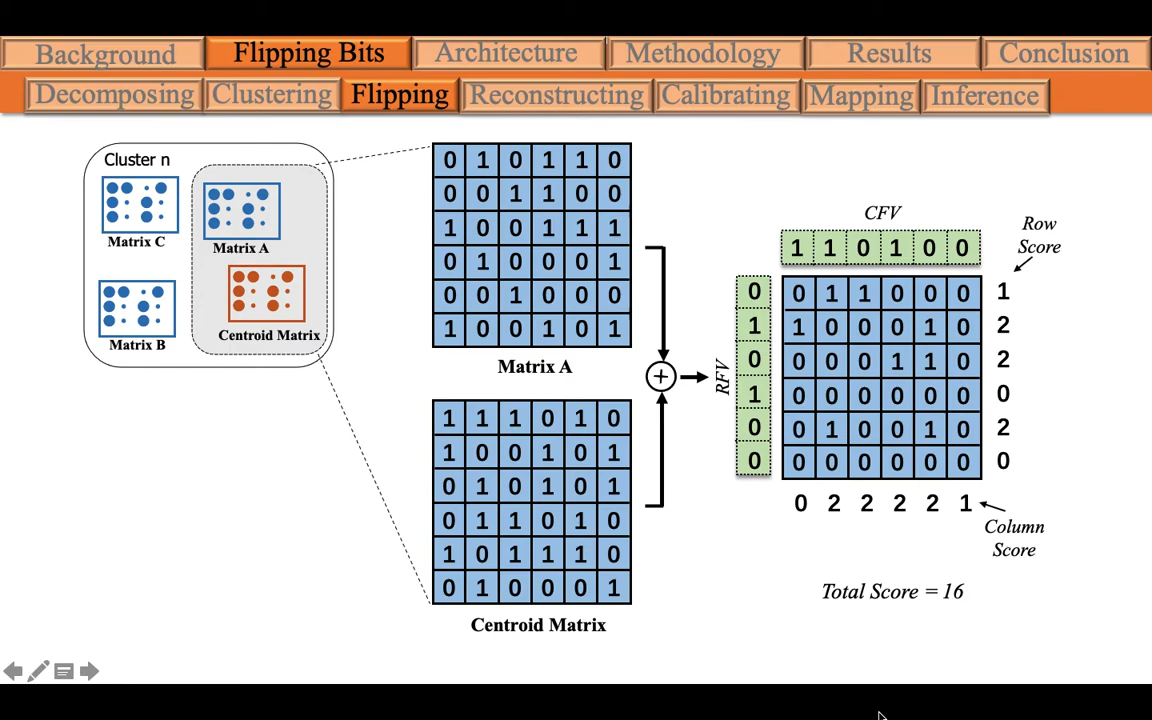 Background Flipping Bits Architecture Methodology Results Conclusion
Decomposing Clustering Flipping Reconstructing Calibrating Mapping Inference
Cluster n
Matrix C
Matrix A
Matrix B
Centroid Matrix
0 1 0 1 1 0
0 0 1 1 0 0
1 0 0 1 1 1
0 1 0 0 0 1
0 0 1 0 0 0
1 0 0 1 0 1
Matrix A
1 1 1 0 1 0
1 0 0 1 0 1
0 1 0 1 0 1
0 1 1 0 1 0
1 0 1 1 1 0
0 1 0 0 0 1
Centroid Matrix
CFV
1 1 0 1 0 0
Row
Score
RFV
0 0 1 1 0 0 0 1
1 1 0 0 0 1 0 2
0 0 0 0 1 1 0 2
1 0 0 0 0 0 0 0
0 0 1 0 0 1 0 2
0 0 0 0 0 0 0 0
0 2 2 2 2 1
Column
Score
Total Score = 16